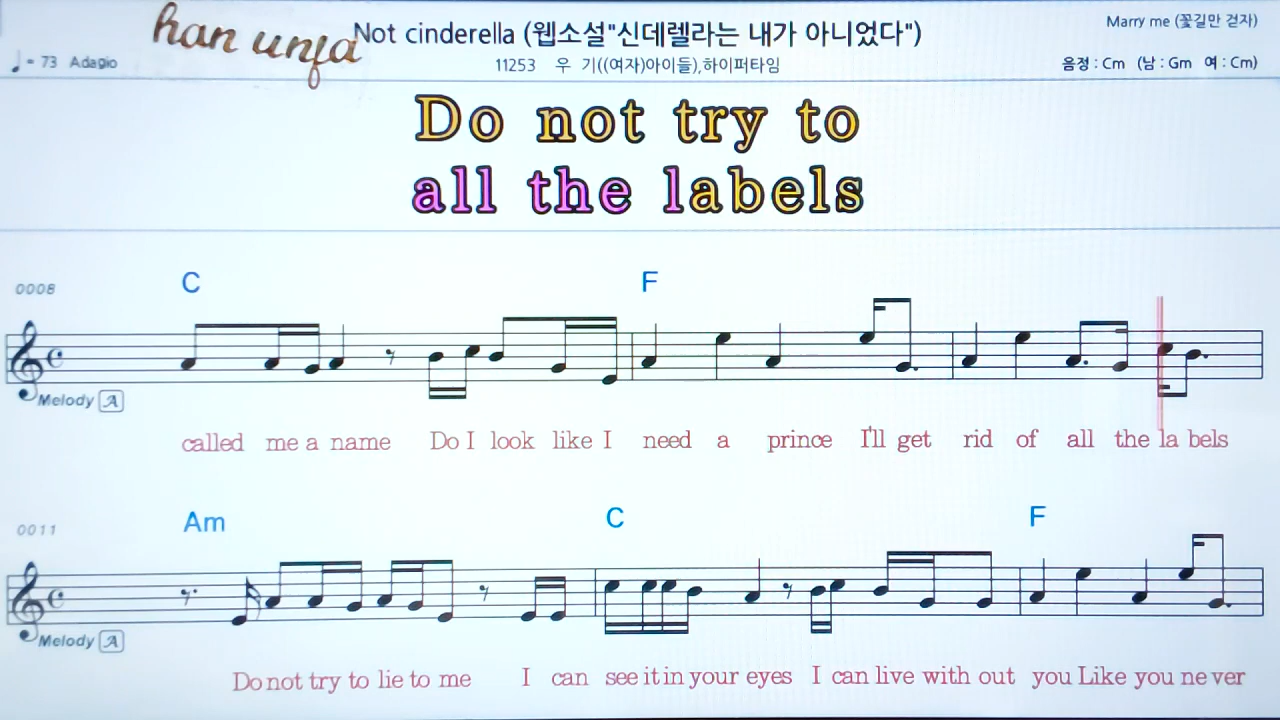 han unfa
Not cinderella (웹소설"신데렐라는 내가 아니었다")
Marry me (꽃길만 걷자)
♩= 73 Adagio
11253 우 기((여자)아이들),하이퍼타임
음정 : Cm (남 : Gm 여 : Cm)
Do not try to
all the labels
0008 C F
Melody A
called me a name Do I look like I need a prince I'll get rid of all the la bels
0011 Am C F
Melody A
Do not try to lie to me I can see it in your eyes I can live with out you Like you ne ver